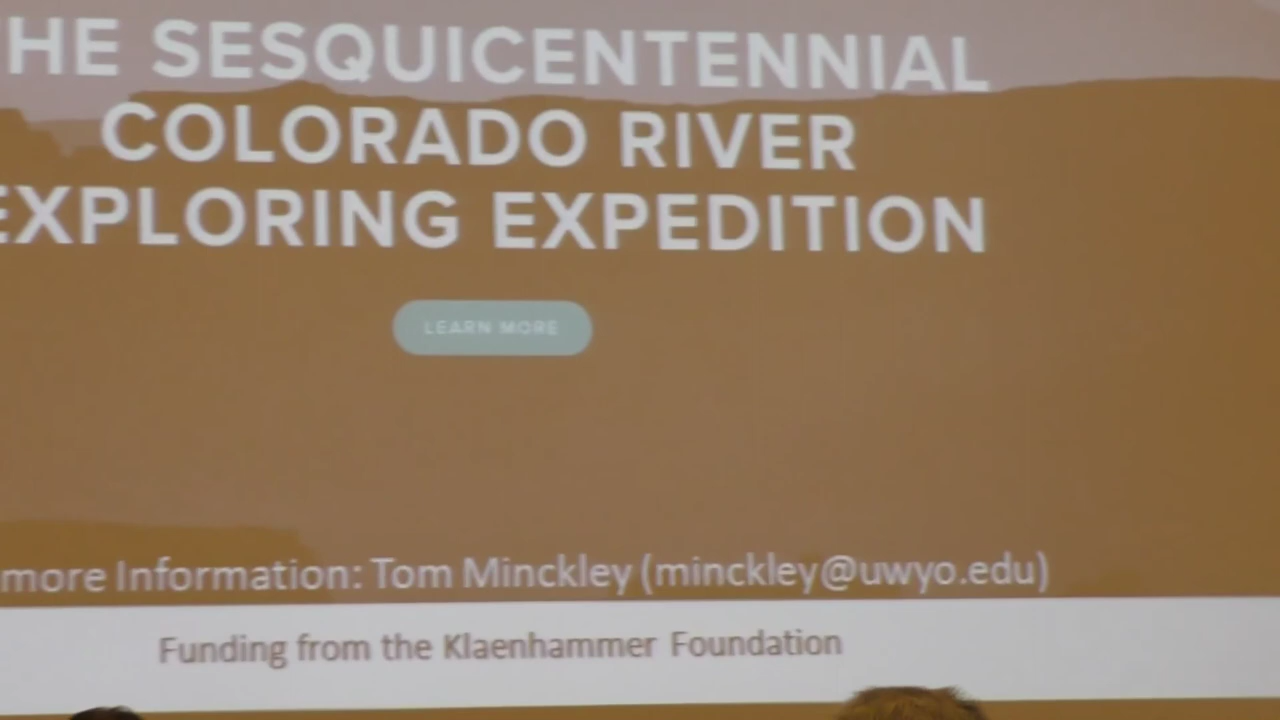 HE SESQUICENTENNIAL
COLORADO RIVER
EXPLORING EXPEDITION
LEARN MORE
more Information: Tom Minckley (minckley@uwyo.edu)
Funding from the Klaenhammer Foundation